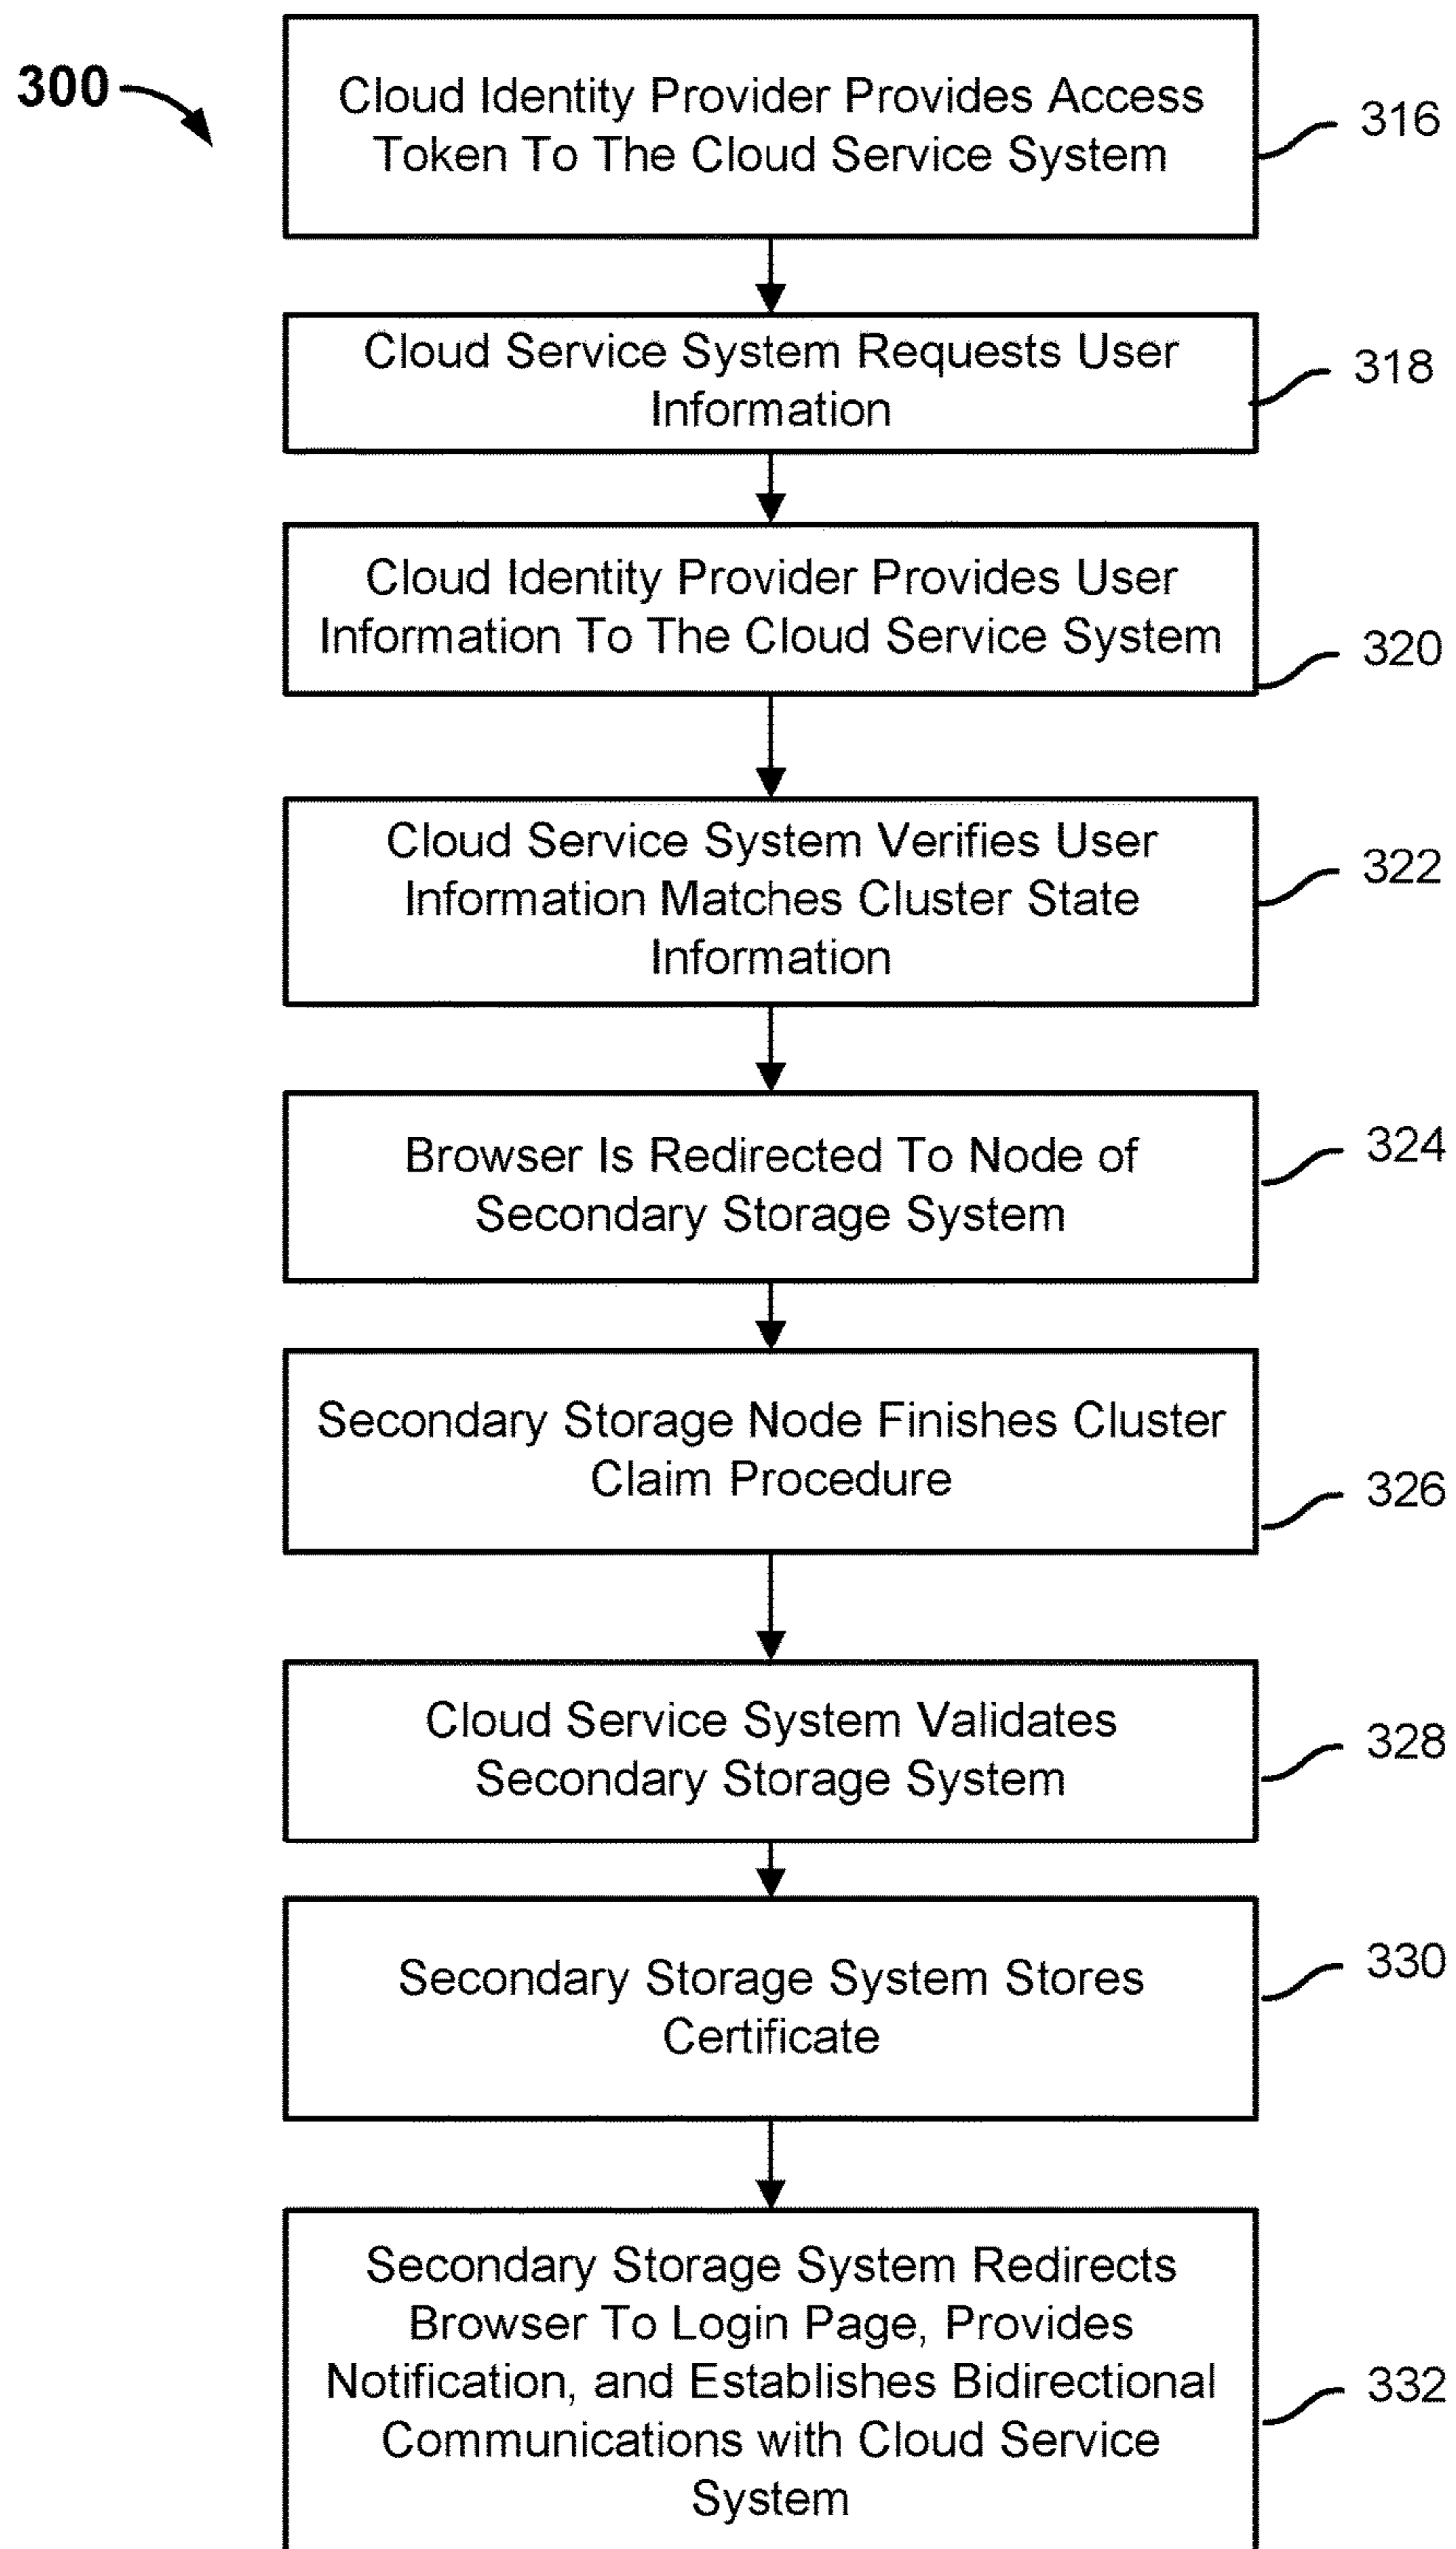 300
Cloud Identity Provider Provides Access
Token To The Cloud Service System
316
Cloud Service System Requests User
Information
318
Cloud Identity Provider Provides User
Information To The Cloud Service System
320
Cloud Service System Verifies User
Information Matches Cluster State
Information
322
Browser Is Redirected To Node of
Secondary Storage System
324
Secondary Storage Node Finishes Cluster
Claim Procedure
326
Cloud Service System Validates
Secondary Storage System
328
Secondary Storage System Stores
Certificate
330
Secondary Storage System Redirects
Browser To Login Page, Provides
Notification, and Establishes Bidirectional
Communications with Cloud Service
System
332